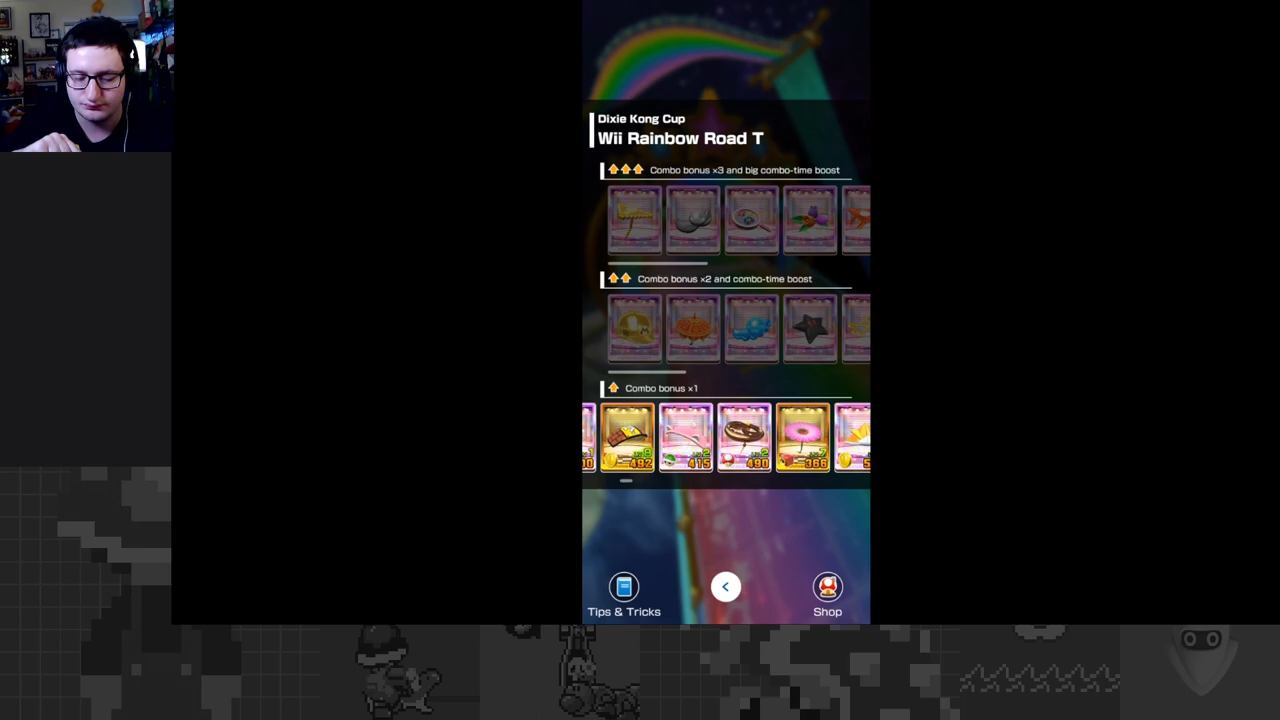 Dixie Kong Cup
Wii Rainbow Road T
Combo bonus ×3 and big combo-time boost
Combo bonus ×2 and combo-time boost
Combo bonus ×1
492
415
490
366
Tips & Tricks
Shop